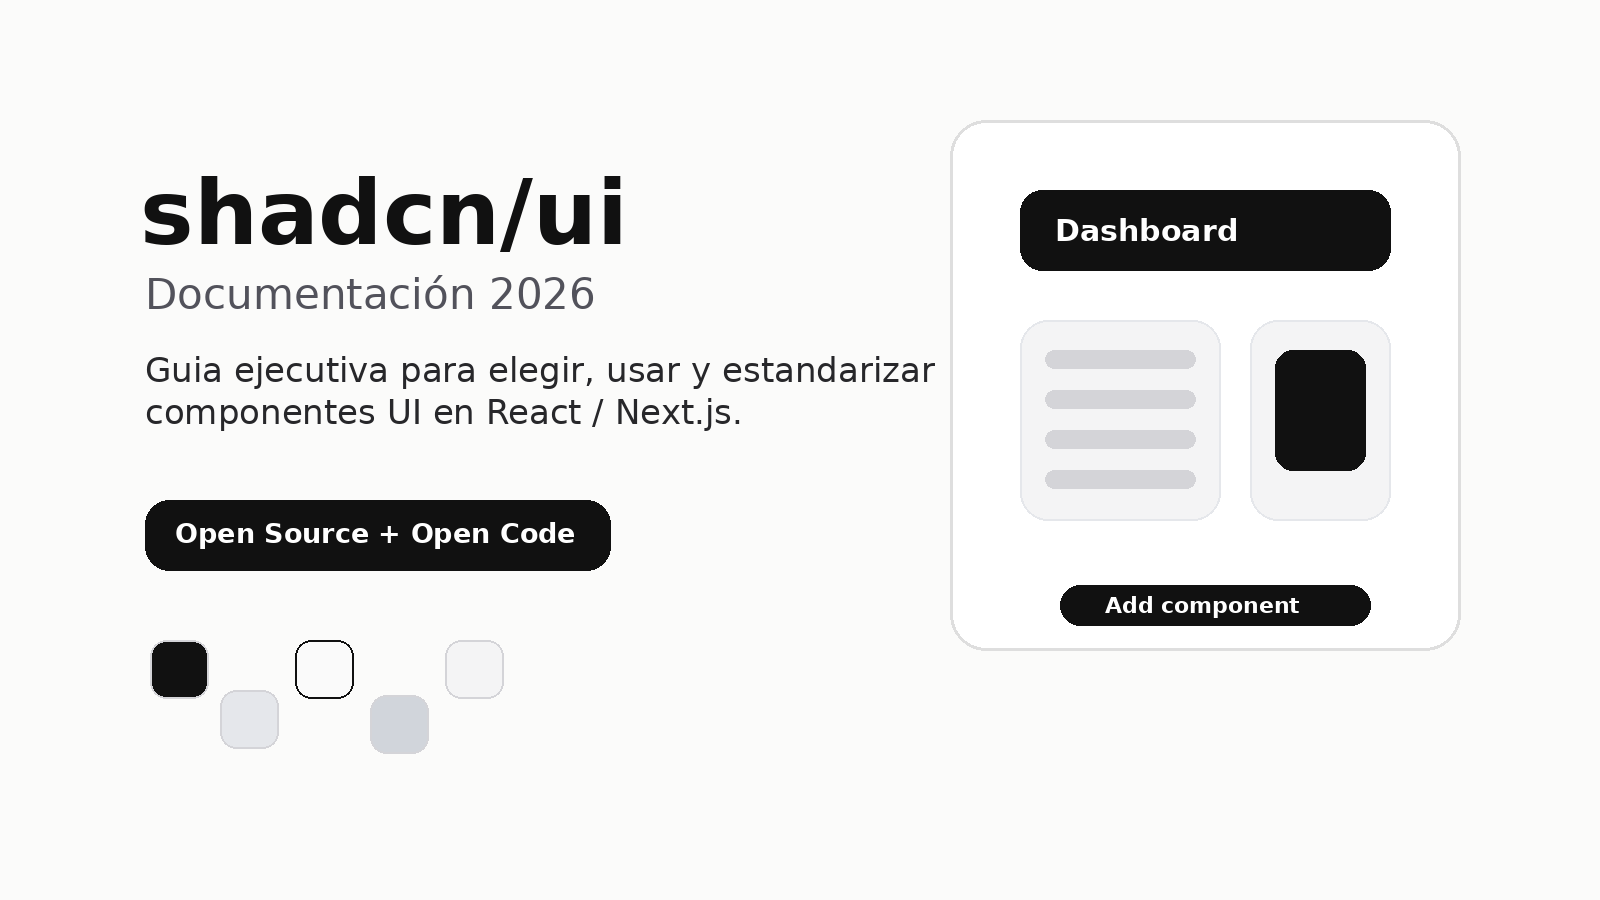 shadcn/ui
Documentación 2026
Guia ejecutiva para elegir, usar y estandarizar
componentes UI en React / Next.js.
Open Source + Open Code
Dashboard
Add component